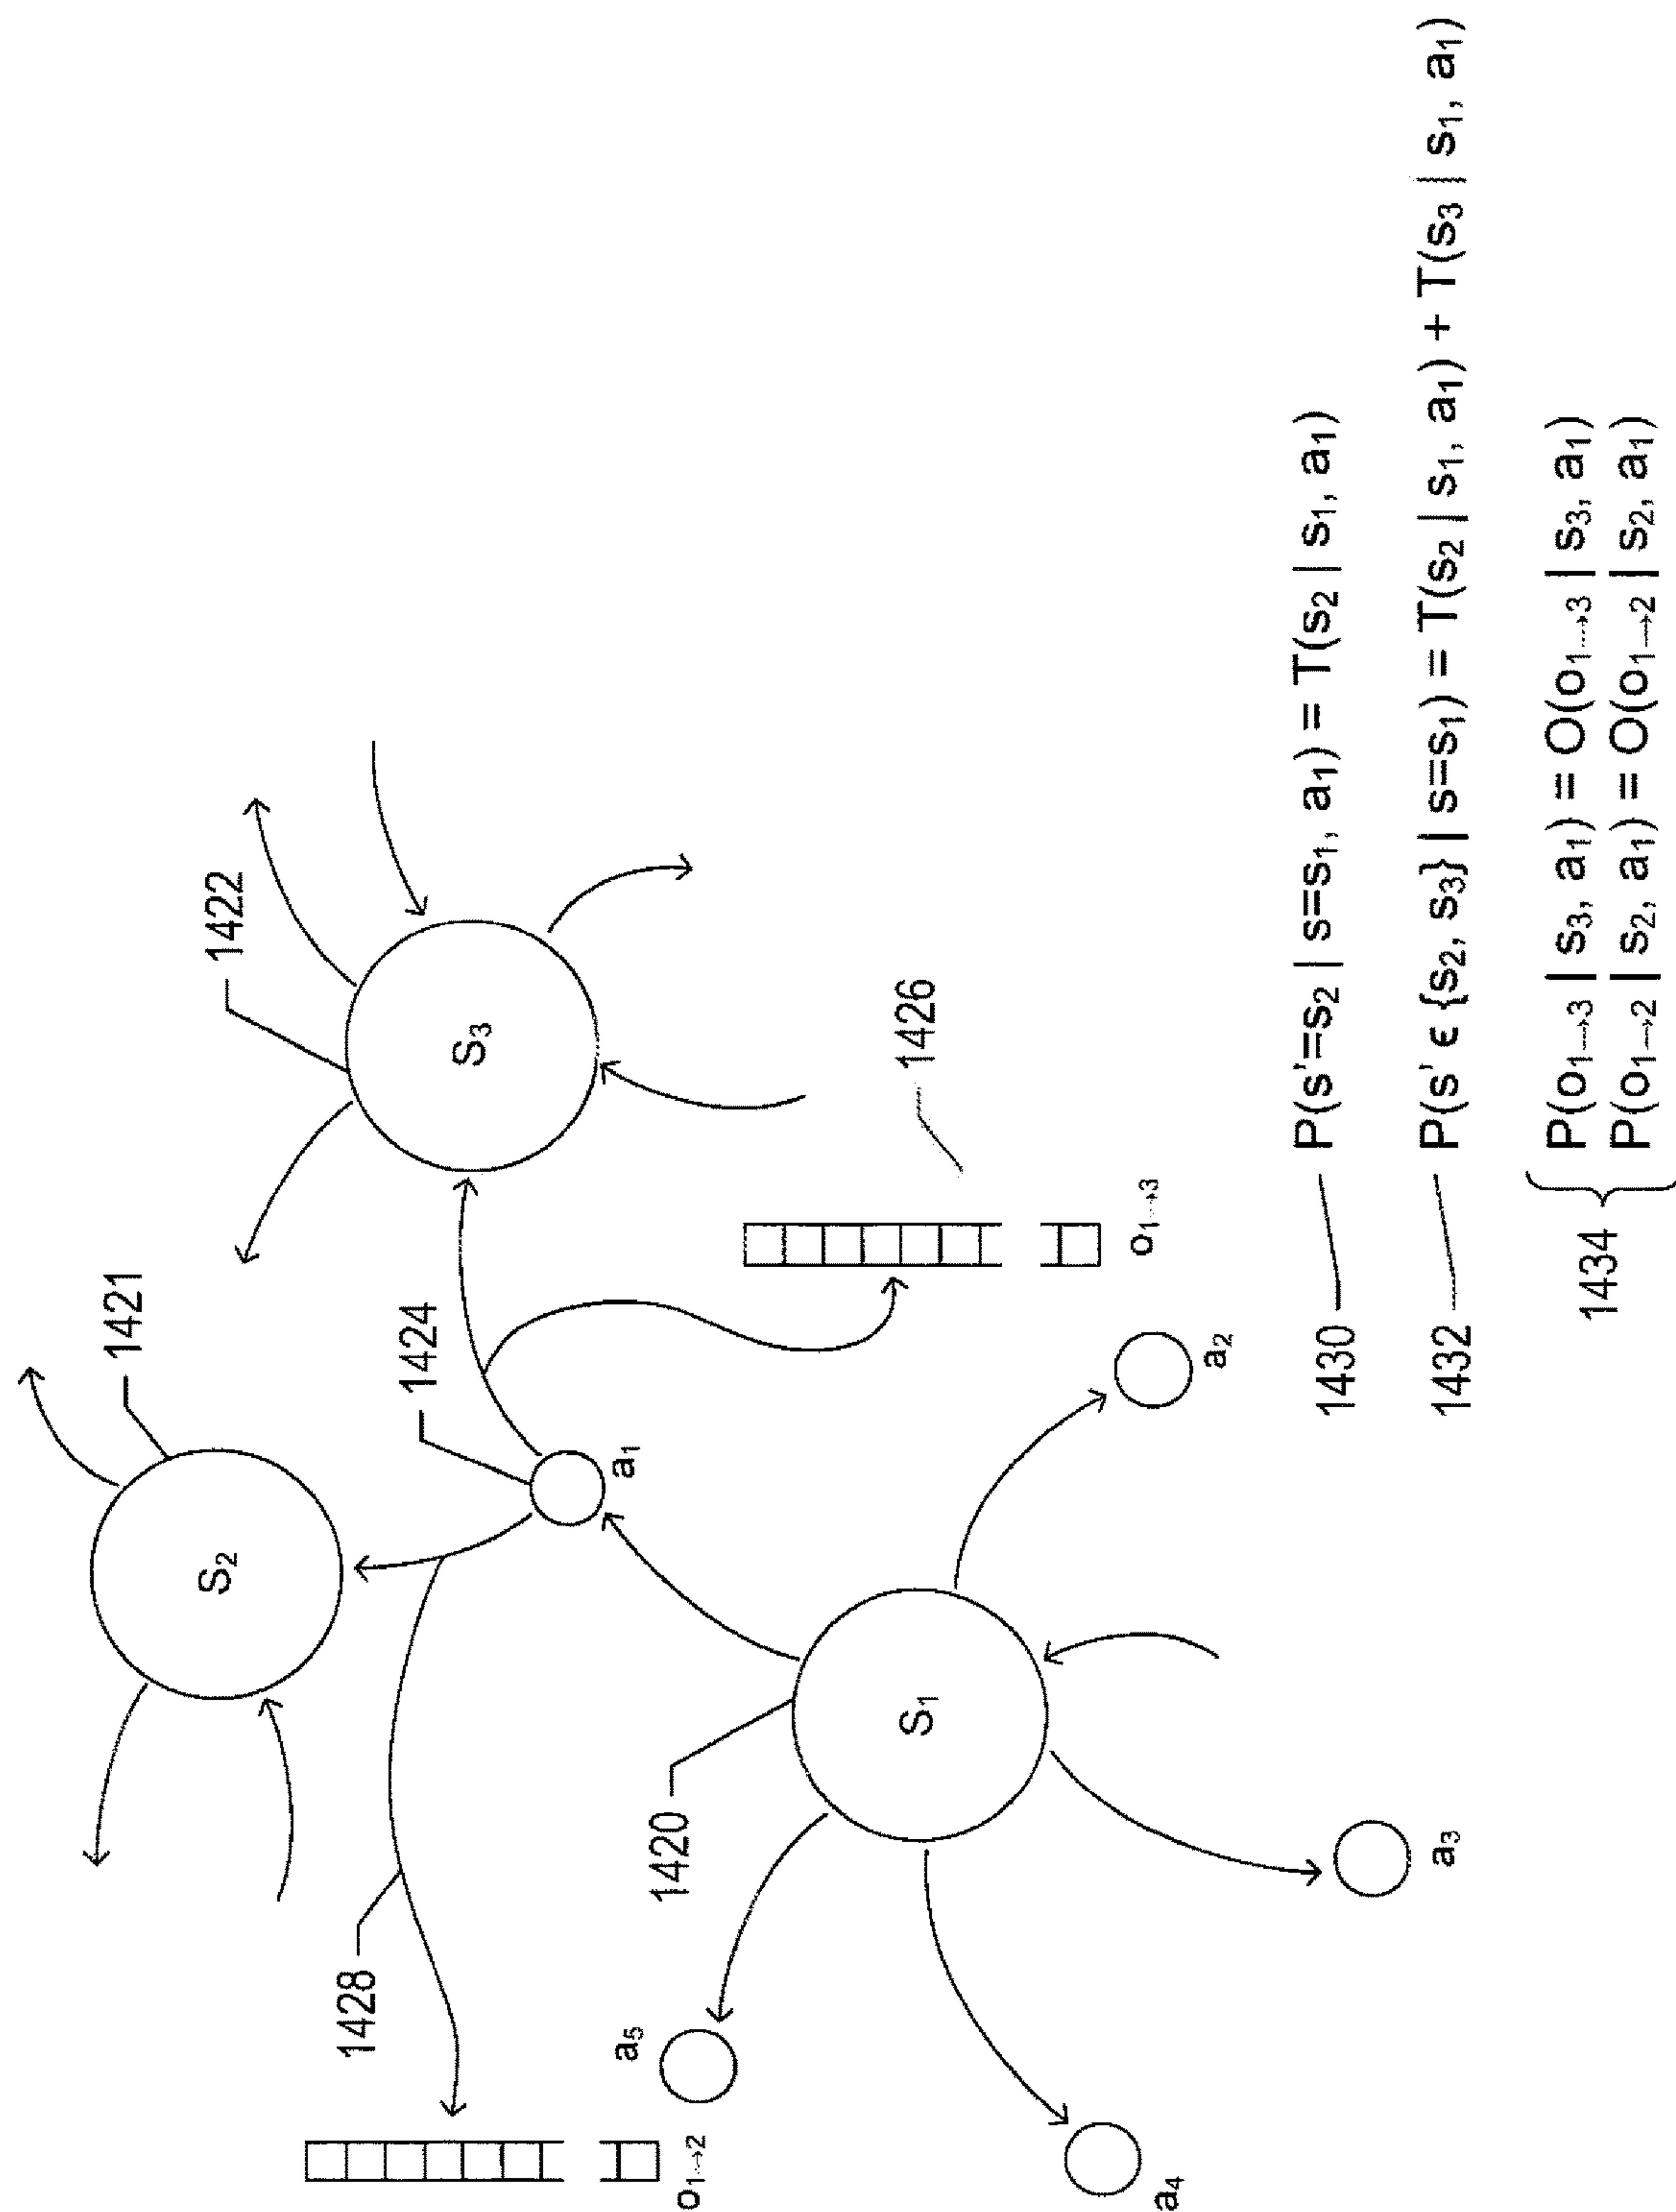 1421
S₂
1422
1424
S₃
1428
a₁
o₁→₂
a₅
1420
1426
S₁
o₁→₃
a₂
a₄
a₃
1430 P(s'=s₂ | s=s₁, a₁) = T(s₂ | s₁, a₁)
1432 P(s' ϵ {s₂, s₃} | s=s₁) = T(s₂ | s₁, a₁) + T(s₃ | s₁, a₁)
1434 { P(o₁→₃ | s₃, a₁) = O(o₁→₃ | s₃, a₁)
P(o₁→₂ | s₂, a₁) = O(o₁→₂ | s₂, a₁)